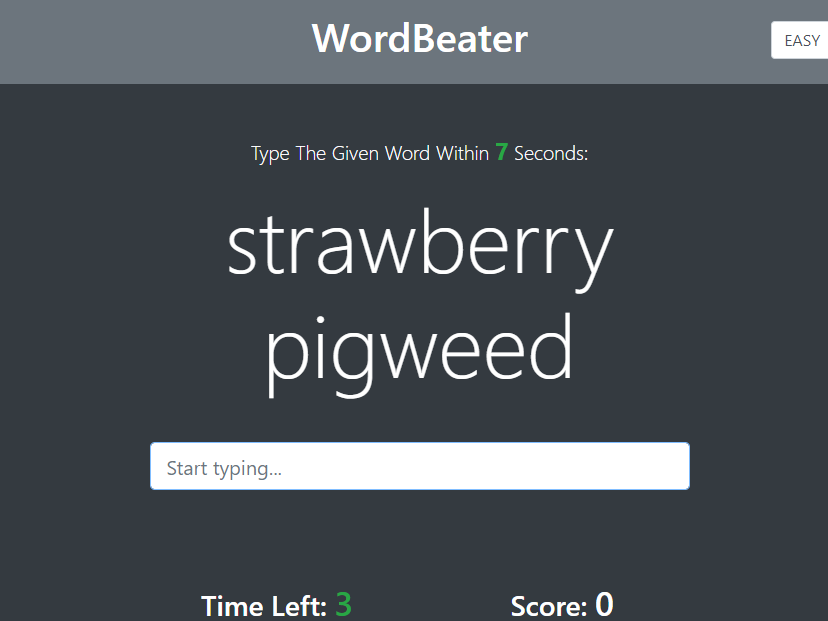 WordBeater
EASY
Type The Given Word Within 7 Seconds:
strawberry
pigweed
Start typing...
Time Left: 3
Score: 0